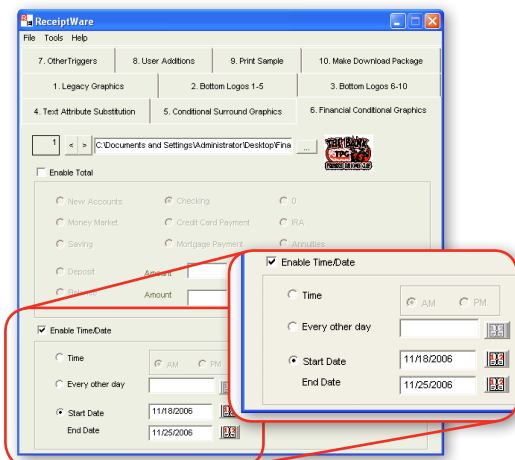 ReceiptWare
File Tools Help
7. OtherTriggers 8. User Additions 9. Print Sample 10. Make Download Package
1. Legacy Graphics 2. Bottom Logos 1-5 3. Bottom Logos 6-10
4. Text Attribute Substitution 5. Conditional Surround Graphics 6. Financial Conditional Graphics
1 < > C:\Documents and Settings\Administrator\Desktop\Fina ... THE BANK TPG
Enable Total
New Accounts Checking 0
Money Market Credit Card Payment IRA
Saving Mortgage Payment Annuities
Deposit Amount
Balance Amount
Enable Time/Date
Time AM PM
Every other day
Start Date 11/18/2006
End Date 11/25/2006
Enable Time/Date
Time AM PM
Every other day
Start Date 11/18/2006
End Date 11/25/2006